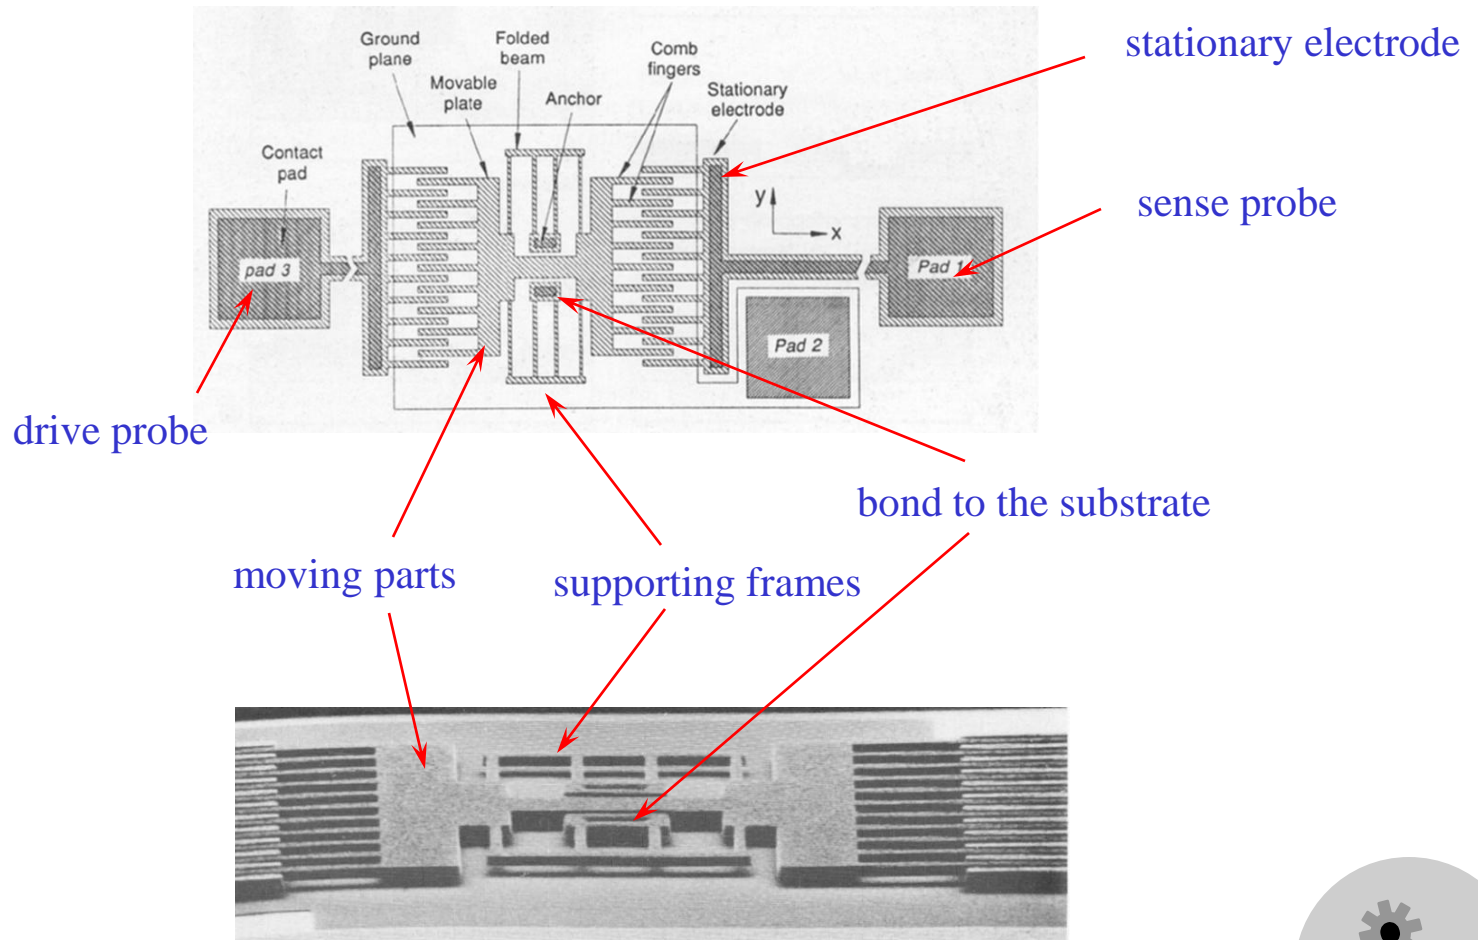 Ground
plane
Folded
beam
Comb
fingers
stationary electrode
Movable
plate
Anchor
Stationary
electrode
Contact
pad
y
x
sense probe
pad 3
Pad 1
Pad 2
drive probe
bond to the substrate
moving parts
supporting frames